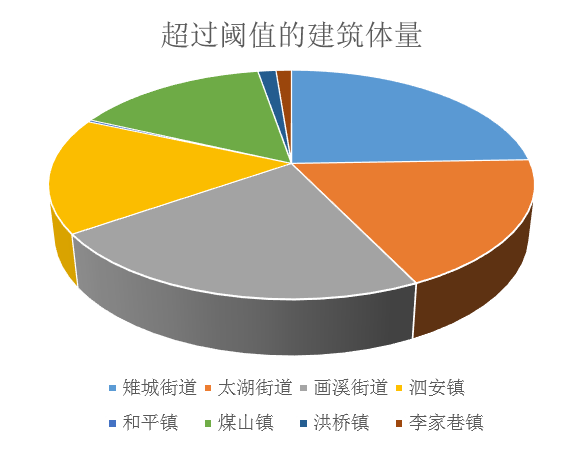 超过阈值的建筑体量
雉城街道 太湖街道 画溪街道 泗安镇
和平镇 煤山镇 洪桥镇 李家巷镇